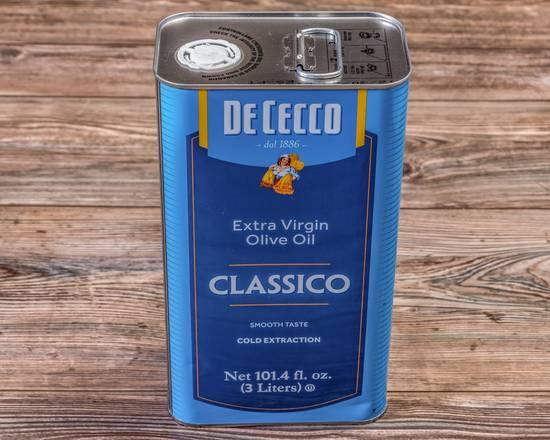 DE CECCO
- dal 1886 -
Extra Virgin
Olive Oil
CLASSICO
SMOOTH TASTE
COLD EXTRACTION
Net 101.4 fl. oz.
(3 Liters) Ⓤ